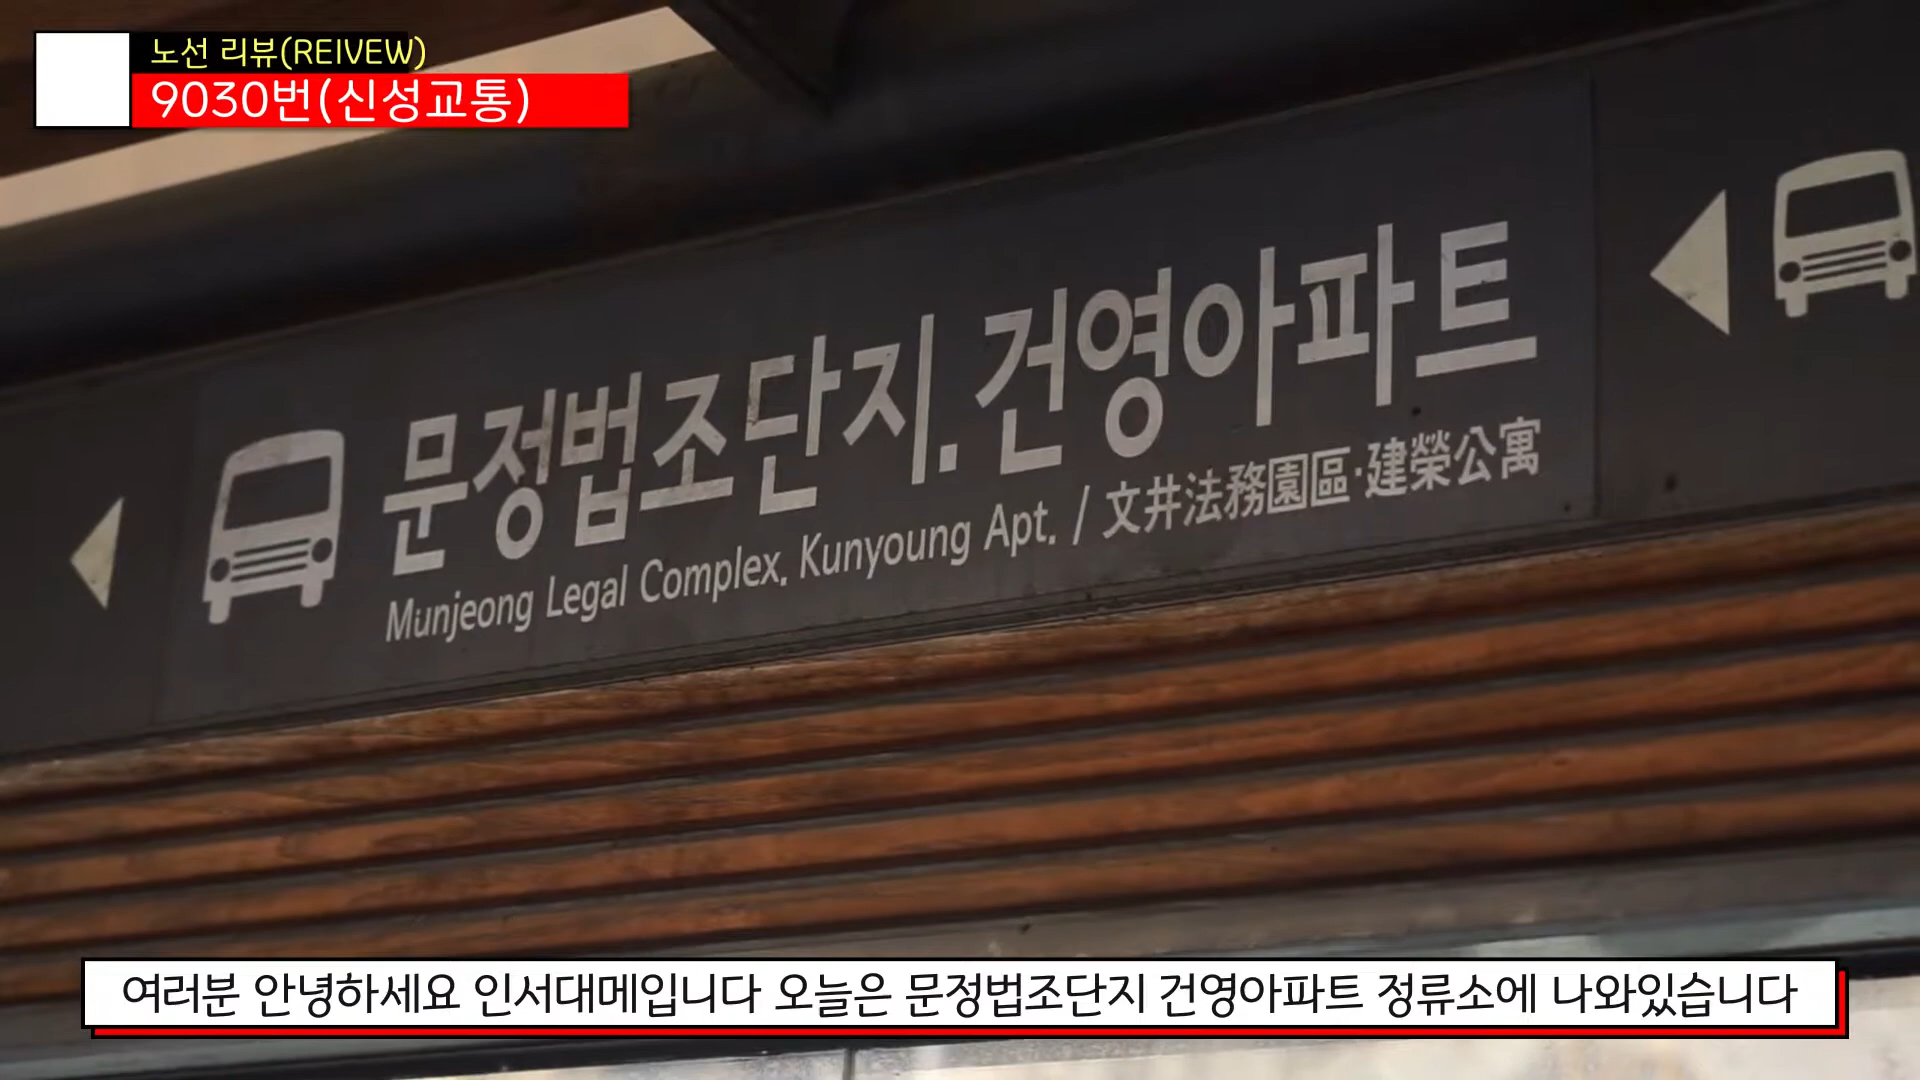 노선 리뷰(REIVEW)
9030번(신성교통)
문정법조단지.건영아파트
Munjeong Legal Complex. Kunyoung Apt. / 文井法務園區·建榮公寓
여러분 안녕하세요 인서대메입니다 오늘은 문정법조단지 건영아파트 정류소에 나와있습니다